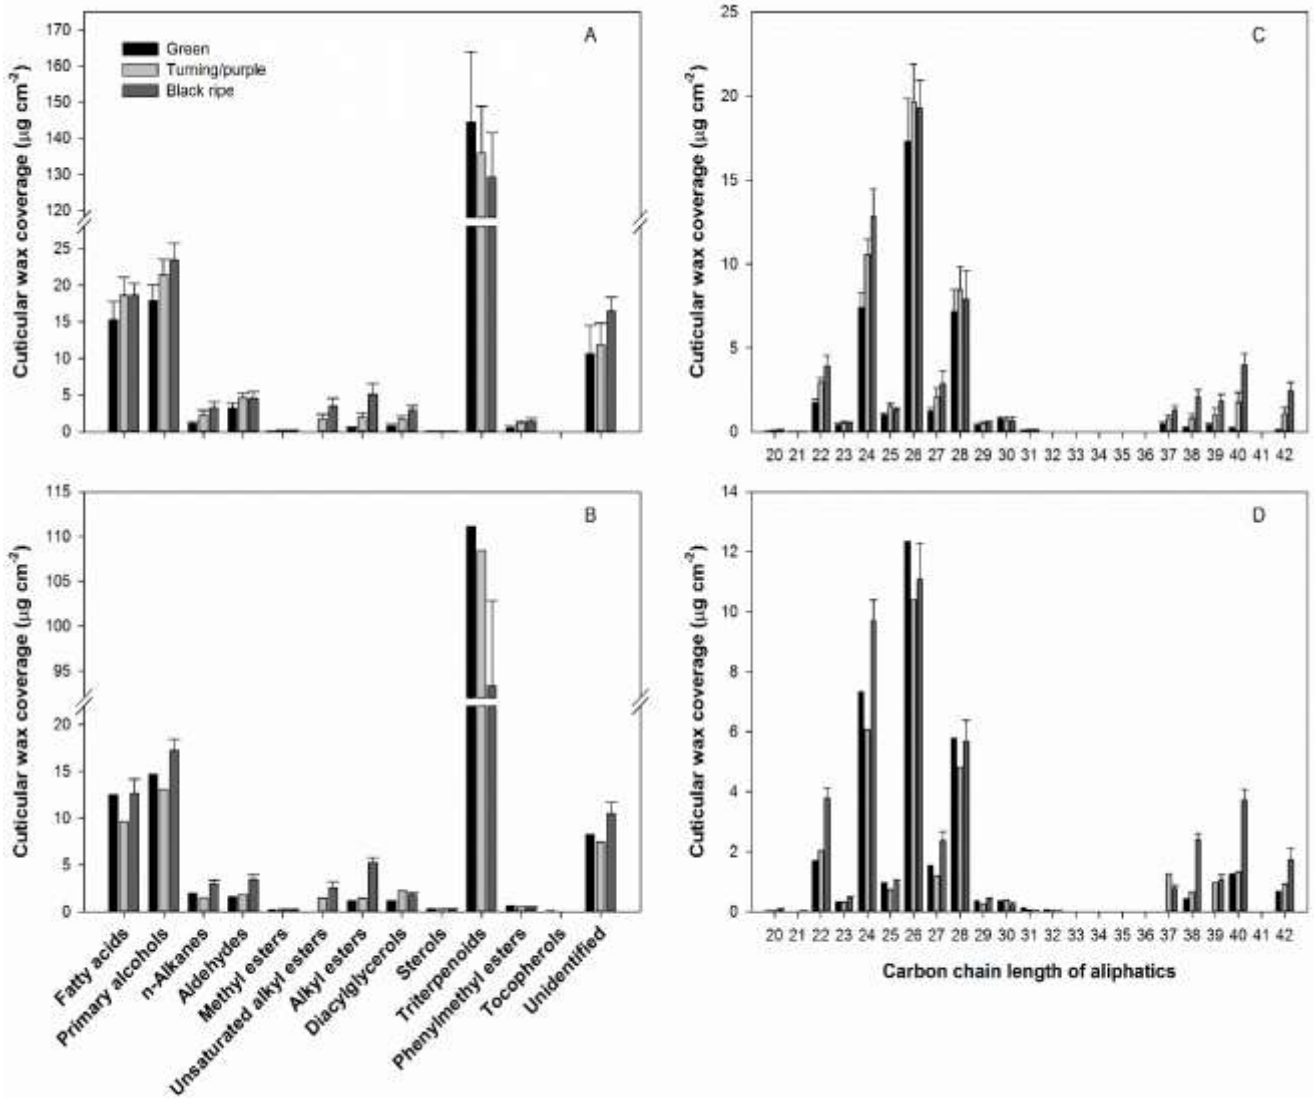 A
Green
Turning/purple
Black ripe
Cuticular wax coverage (µg cm-2)
170
160
150
140
130
120
25
20
15
10
5
0
C
Cuticular wax coverage (µg cm-2)
25
20
15
10
5
0
20 21 22 23 24 25 26 27 28 29 30 31 32 33 34 35 36 37 38 39 40 41 42
B
Cuticular wax coverage (µg cm-2)
115
110
105
100
95
20
15
10
5
0
Fatty acids
Primary alcohols
n-Alkanes
Aldehydes
Methyl esters
Unsaturated alkyl esters
Alkyl esters
Diacylglycerols
Sterols
Triterpenoids
Phenylmethyl esters
Tocopherols
Unidentified
D
Cuticular wax coverage (µg cm-2)
14
12
10
8
6
4
2
0
20 21 22 23 24 25 26 27 28 29 30 31 32 33 34 35 36 37 38 39 40 41 42
Carbon chain length of aliphatics